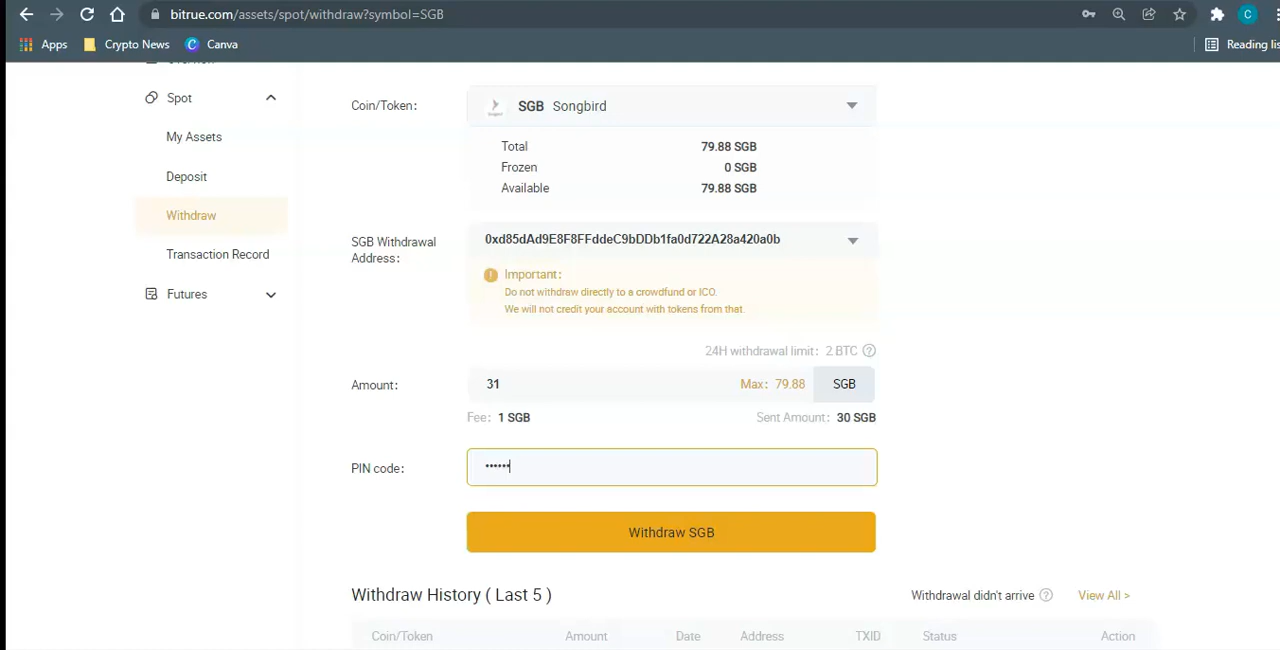 bitrue.com/assets/spot/withdraw?symbol=SGB
C
Apps
Crypto News
Canva
Reading lis
Spot
My Assets
Deposit
Withdraw
Transaction Record
Futures
Coin/Token:
SGB Songbird
Total 79.88 SGB
Frozen 0 SGB
Available 79.88 SGB
SGB Withdrawal
Address:
0xd85dAd9E8F8FFddeC9bDDb1fa0d722A28a420a0b
Important:
Do not withdraw directly to a crowdfund or ICO.
We will not credit your account with tokens from that.
24H withdrawal limit: 2 BTC
Amount: 31 Max: 79.88 SGB
Fee: 1 SGB Sent Amount: 30 SGB
PIN code: ••••••
Withdraw SGB
Withdraw History ( Last 5 )
Withdrawal didn't arrive View All >
Coin/Token Amount Date Address TXID Status Action